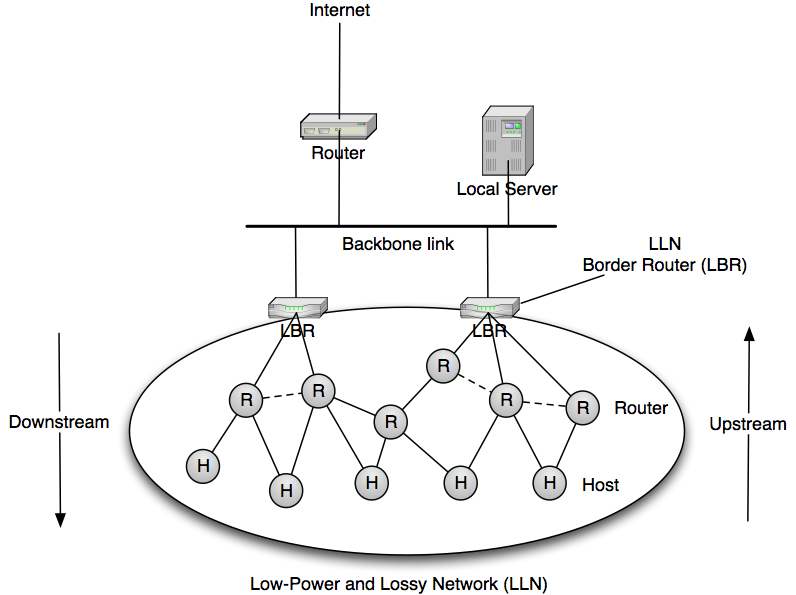 Internet
Router
Local Server
Backbone link
LLN
Border Router (LBR)
LBR
LBR
R
R
R
R
R
R
Router
Downstream
Upstream
H
H
H
H
H
Host
Low-Power and Lossy Network (LLN)